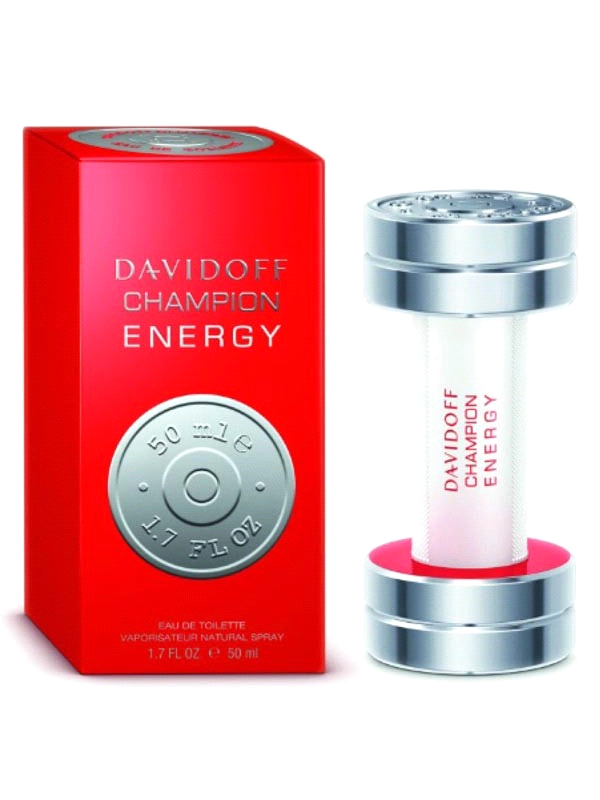 DAVIDOFF
CHAMPION
ENERGY
50 mle
1.7 FL OZ
EAU DE TOILETTE
VAPORISATEUR NATURAL SPRAY
1.7 FL OZ ℮ 50 ml
DAVIDOFF
CHAMPION
ENERGY